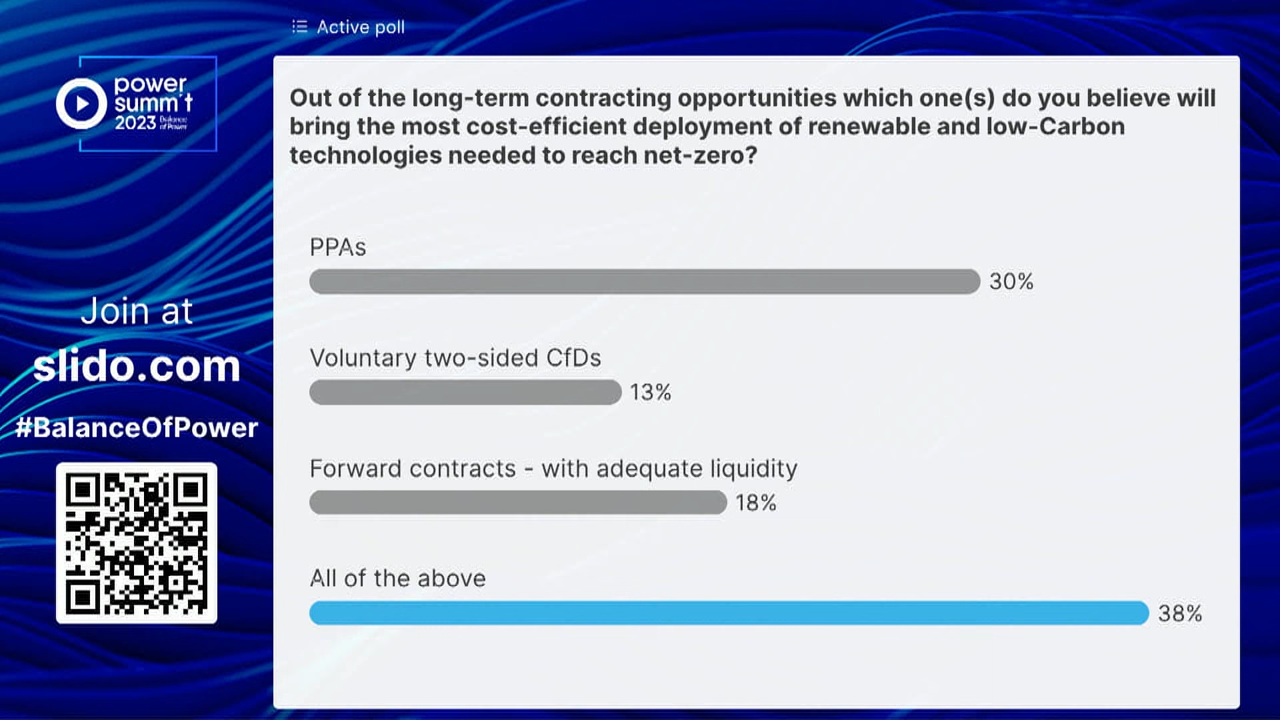 Active poll
power
summ't
2023 Balance
of Power
Out of the long-term contracting opportunities which one(s) do you believe will
bring the most cost-efficient deployment of renewable and low-Carbon
technologies needed to reach net-zero?
PPAs
30%
Voluntary two-sided CfDs
13%
Forward contracts - with adequate liquidity
18%
All of the above
38%
Join at
slido.com
#BalanceOfPower